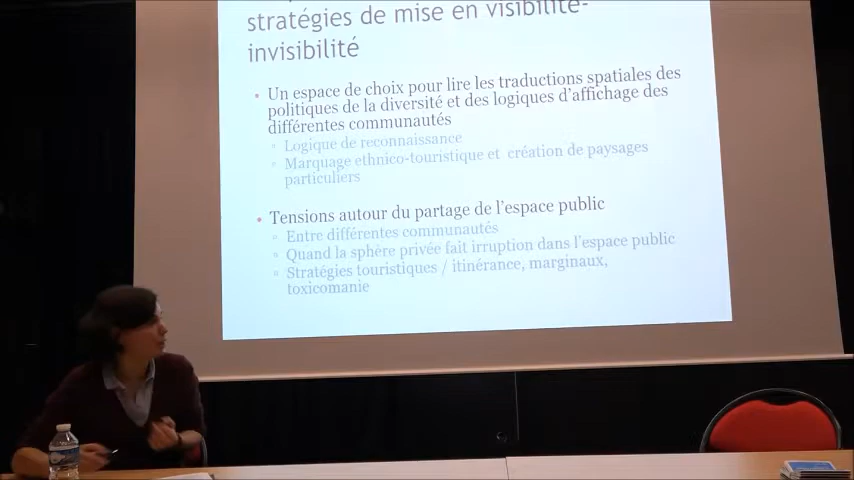 stratégies de mise en visibilité-
invisibilité
• Un espace de choix pour lire les traductions spatiales des
politiques de la diversité et des logiques d'affichage des
différentes communautés
▫ Logique de reconnaissance
▫ Marquage ethnico-touristique et création de paysages
particuliers
• Tensions autour du partage de l'espace public
▫ Entre différentes communautés
▫ Quand la sphère privée fait irruption dans l'espace public
▫ Stratégies touristiques / itinérance, marginaux,
toxicomanie